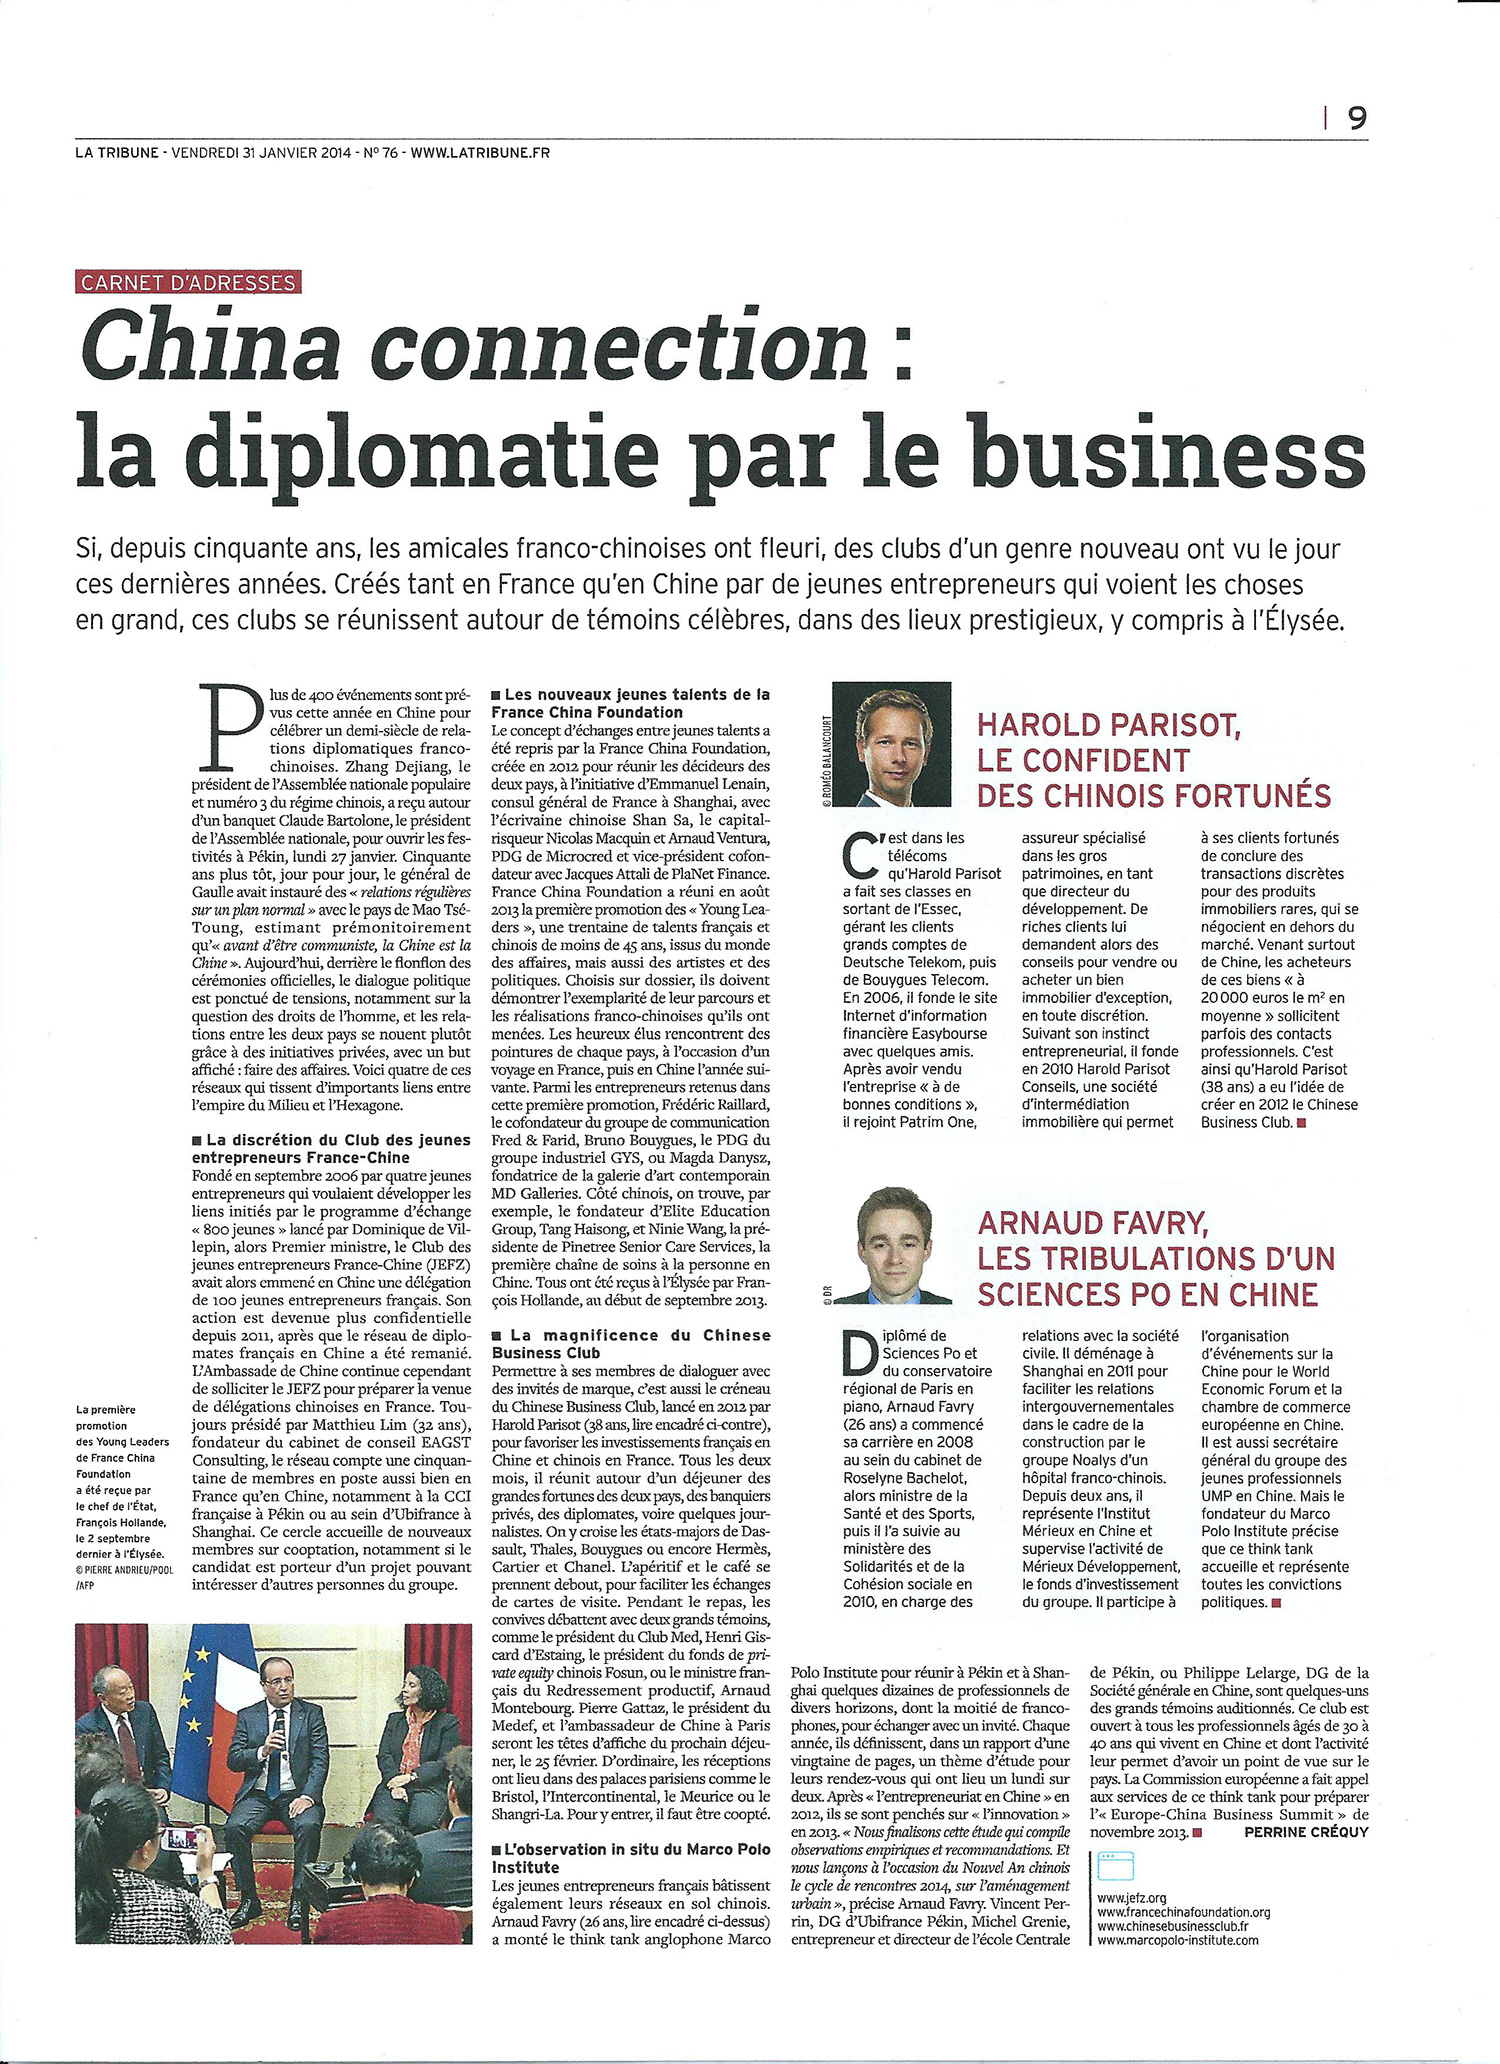 9
LA TRIBUNE - VENDREDI 31 JANVIER 2014 - Nº 76 - WWW.LATRIBUNE.FR
CARNET D'ADRESSES
China connection :
la diplomatie par le business
Si, depuis cinquante ans, les amicales franco-chinoises ont fleuri, des clubs d'un genre nouveau ont vu le jour
ces dernières années. Créés tant en France qu'en Chine par de jeunes entrepreneurs qui voient les choses
en grand, ces clubs se réunissent autour de témoins célèbres, dans des lieux prestigieux, y compris à l'Élysée.
Plus de 400 événements sont pré-
vus cette année en Chine pour
célébrer un demi-siècle de rela-
tions diplomatiques franco-
chinoises. Zhang Dejiang, le
président de l'Assemblée nationale populaire
et numéro 3 du régime chinois, a reçu autour
d'un banquet Claude Bartolone, le président
de l'Assemblée nationale, pour ouvrir les fes-
tivités à Pékin, lundi 27 janvier. Cinquante
ans plus tôt, jour pour jour, le général de
Gaulle avait instauré des « relations régulières
sur un plan normal » avec le pays de Mao Tsé-
Toung, estimant prémonitoirement
qu'« avant d'être communiste, la Chine est la
Chine ». Aujourd'hui, derrière le flonflon des
cérémonies officielles, le dialogue politique
est ponctué de tensions, notamment sur la
question des droits de l'homme, et les rela-
tions entre les deux pays se nouent plutôt
grâce à des initiatives privées, avec un but
affiché : faire des affaires. Voici quatre de ces
réseaux qui tissent d'importants liens entre
l'empire du Milieu et l'Hexagone.
■ La discrétion du Club des jeunes
entrepreneurs France-Chine
Fondé en septembre 2006 par quatre jeunes
entrepreneurs qui voulaient développer les
liens initiés par le programme d'échange
« 800 jeunes » lancé par Dominique de Vil-
lepin, alors Premier ministre, le Club des
jeunes entrepreneurs France-Chine (JEFZ)
avait alors emmené en Chine une délégation
de 100 jeunes entrepreneurs français. Son
action est devenue plus confidentielle
depuis 2011, après que le réseau de diplo-
mates français en Chine a été remanié.
L'Ambassade de Chine continue cependant
de solliciter le JEFZ pour préparer la venue
de délégations chinoises en France. Tou-
jours présidé par Matthieu Lim (32 ans),
fondateur du cabinet de conseil EAGST
Consulting, le réseau compte une cinquan-
taine de membres en poste aussi bien en
France qu'en Chine, notamment à la CCI
française à Pékin ou au sein d'Ubifrance à
Shanghai. Ce cercle accueille de nouveaux
membres sur cooptation, notamment si le
candidat est porteur d'un projet pouvant
intéresser d'autres personnes du groupe.
La première
promotion
des Young Leaders
de France China
Foundation
a été reçue par
le chef de l'État,
François Hollande,
le 2 septembre
dernier à l'Élysée.
© PIERRE ANDRIEU/POOL
/AFP
■ Les nouveaux jeunes talents de la
France China Foundation
Le concept d'échanges entre jeunes talents a
été repris par la France China Foundation,
créée en 2012 pour réunir les décideurs des
deux pays, à l'initiative d'Emmanuel Lenain,
consul général de France à Shanghai, avec
l'écrivaine chinoise Shan Sa, le capital-
risqueur Nicolas Macquin et Arnaud Ventura,
PDG de Microcred et vice-président cofon-
dateur avec Jacques Attali de PlaNet Finance.
France China Foundation a réuni en août
2013 la première promotion des « Young Lea-
ders », une trentaine de talents français et
chinois de moins de 45 ans, issus du monde
des affaires, mais aussi des artistes et des
politiques. Choisis sur dossier, ils doivent
démontrer l'exemplarité de leur parcours et
les réalisations franco-chinoises qu'ils ont
menées. Les heureux élus rencontrent des
pointures de chaque pays, à l'occasion d'un
voyage en France, puis en Chine l'année sui-
vante. Parmi les entrepreneurs retenus dans
cette première promotion, Frédéric Raillard,
le cofondateur du groupe de communication
Fred & Farid, Bruno Bouygues, le PDG du
groupe industriel GYS, ou Magda Danysz,
fondatrice de la galerie d'art contemporain
MD Galleries. Côté chinois, on trouve, par
exemple, le fondateur d'Elite Education
Group, Tang Haisong, et Ninie Wang, la pré-
sidente de Pinetree Senior Care Services, la
première chaîne de soins à la personne en
Chine. Tous ont été reçus à l'Élysée par Fran-
çois Hollande, au début de septembre 2013.
■ La magnificence du Chinese
Business Club
Permettre à ses membres de dialoguer avec
des invités de marque, c'est aussi le créneau
du Chinese Business Club, lancé en 2012 par
Harold Parisot (38 ans, lire encadré ci-contre),
pour favoriser les investissements français en
Chine et chinois en France. Tous les deux
mois, il réunit autour d'un déjeuner des
grandes fortunes des deux pays, des banquiers
privés, des diplomates, voire quelques jour-
nalistes. On y croise les états-majors de Das-
sault, Thales, Bouygues ou encore Hermès,
Cartier et Chanel. L'apéritif et le café se
prennent debout, pour faciliter les échanges
de cartes de visite. Pendant le repas, les
convives débattent avec deux grands témoins,
comme le président du Club Med, Henri Gis-
card d'Estaing, le président du fonds de pri-
vate equity chinois Fosun, ou le ministre fran-
çais du Redressement productif, Arnaud
Montebourg. Pierre Gattaz, le président du
Medef, et l'ambassadeur de Chine à Paris
seront les têtes d'affiche du prochain déjeu-
ner, le 25 février. D'ordinaire, les réceptions
ont lieu dans des palaces parisiens comme le
Bristol, l'Intercontinental, le Meurice ou le
Shangri-La. Pour y entrer, il faut être coopté.
■ L'observation in situ du Marco Polo
Institute
Les jeunes entrepreneurs français bâtissent
également leurs réseaux en sol chinois.
Arnaud Favry (26 ans, lire encadré ci-dessus)
a monté le think tank anglophone Marco
Polo Institute pour réunir à Pékin et à Shan-
ghai quelques dizaines de professionnels de
divers horizons, dont la moitié de franco-
phones, pour échanger avec un invité. Chaque
année, ils définissent, dans un rapport d'une
vingtaine de pages, un thème d'étude pour
leurs rendez-vous qui ont lieu un lundi sur
deux. Après « l'entrepreneuriat en Chine » en
2012, ils se sont penchés sur « l'innovation »
en 2013. « Nous finalisons cette étude qui compile
observations empiriques et recommandations. Et
nous lançons à l'occasion du Nouvel An chinois
le cycle de rencontres 2014, sur l'aménagement
urbain », précise Arnaud Favry. Vincent Per-
rin, DG d'Ubifrance Pékin, Michel Grenie,
entrepreneur et directeur de l'école Centrale
de Pékin, ou Philippe Lelarge, DG de la
Société générale en Chine, sont quelques-uns
des grands témoins auditionnés. Ce club est
ouvert à tous les professionnels âgés de 30 à
40 ans qui vivent en Chine et dont l'activité
leur permet d'avoir un point de vue sur le
pays. La Commission européenne a fait appel
aux services de ce think tank pour préparer
l'« Europe-China Business Summit » de
novembre 2013. ■ PERRINE CRÉQUY
www.jefz.org
www.francechinafoundation.org
www.chinesebusinessclub.fr
www.marcopolo-institute.com
© ROMÉO BALANCOURT
HAROLD PARISOT,
LE CONFIDENT
DES CHINOIS FORTUNÉS
C'est dans les
télécoms
qu'Harold Parisot
a fait ses classes en
sortant de l'Essec,
gérant les clients
grands comptes de
Deutsche Telekom, puis
de Bouygues Telecom.
En 2006, il fonde le site
Internet d'information
financière Easybourse
avec quelques amis.
Après avoir vendu
l'entreprise « à de
bonnes conditions »,
il rejoint Patrim One,
assureur spécialisé
dans les gros
patrimoines, en tant
que directeur du
développement. De
riches clients lui
demandent alors des
conseils pour vendre ou
acheter un bien
immobilier d'exception,
en toute discrétion.
Suivant son instinct
entrepreneurial, il fonde
en 2010 Harold Parisot
Conseils, une société
d'intermédiation
immobilière qui permet
à ses clients fortunés
de conclure des
transactions discrètes
pour des produits
immobiliers rares, qui se
négocient en dehors du
marché. Venant surtout
de Chine, les acheteurs
de ces biens « à
20 000 euros le m² en
moyenne » sollicitent
parfois des contacts
professionnels. C'est
ainsi qu'Harold Parisot
(38 ans) a eu l'idée de
créer en 2012 le Chinese
Business Club. ■
© DR
ARNAUD FAVRY,
LES TRIBULATIONS D'UN
SCIENCES PO EN CHINE
Diplômé de
Sciences Po et
du conservatoire
régional de Paris en
piano, Arnaud Favry
(26 ans) a commencé
sa carrière en 2008
au sein du cabinet de
Roselyne Bachelot,
alors ministre de la
Santé et des Sports,
puis il l'a suivie au
ministère des
Solidarités et de la
Cohésion sociale en
2010, en charge des
relations avec la société
civile. Il déménage à
Shanghai en 2011 pour
faciliter les relations
intergouvernementales
dans le cadre de la
construction par le
groupe Noalys d'un
hôpital franco-chinois.
Depuis deux ans, il
représente l'Institut
Mérieux en Chine et
supervise l'activité de
Mérieux Développement,
le fonds d'investissement
du groupe. Il participe à
l'organisation
d'événements sur la
Chine pour le World
Economic Forum et la
chambre de commerce
européenne en Chine.
Il est aussi secrétaire
général du groupe des
jeunes professionnels
UMP en Chine. Mais le
fondateur du Marco
Polo Institute précise
que ce think tank
accueille et représente
toutes les convictions
politiques. ■